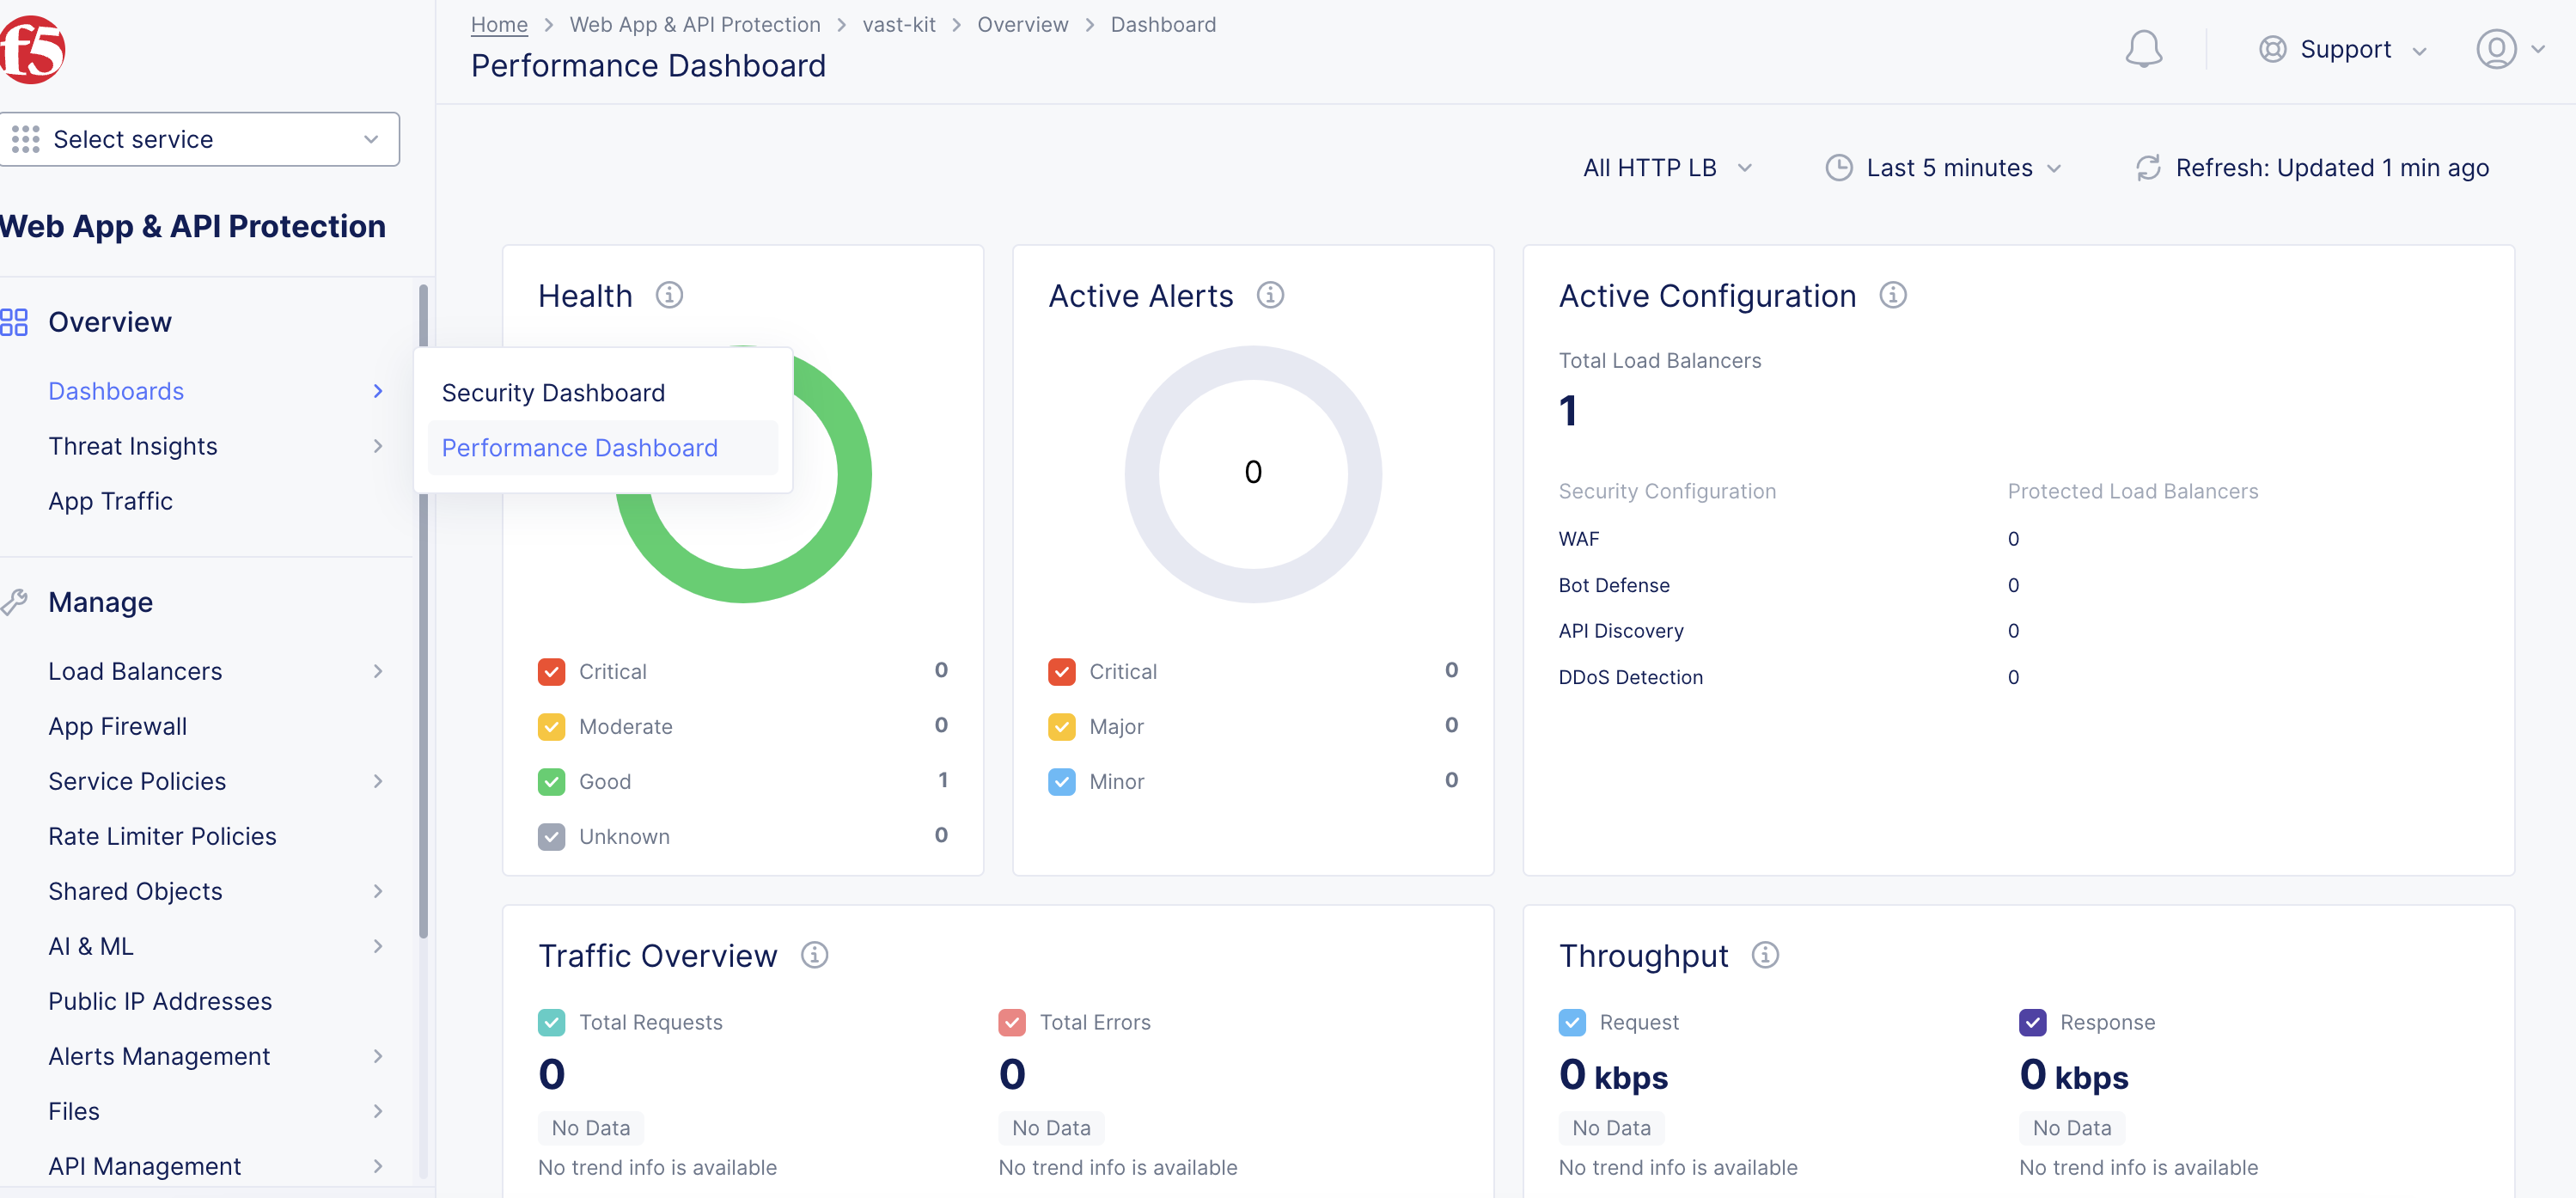 f5
Select service
Web App & API Protection
Overview
Dashboards
Threat Insights
App Traffic
Manage
Load Balancers
App Firewall
Service Policies
Rate Limiter Policies
Shared Objects
AI & ML
Public IP Addresses
Alerts Management
Files
API Management
Security Dashboard
Performance Dashboard
Home > Web App & API Protection > vast-kit > Overview > Dashboard
Performance Dashboard
Support
All HTTP LB
Last 5 minutes
Refresh: Updated 1 min ago
Health
Critical 0
Moderate 0
Good 1
Unknown 0
Active Alerts
0
Critical 0
Major 0
Minor 0
Active Configuration
Total Load Balancers
1
Security Configuration Protected Load Balancers
WAF 0
Bot Defense 0
API Discovery 0
DDoS Detection 0
Traffic Overview
Total Requests
0
No Data
No trend info is available
Total Errors
0
No Data
No trend info is available
Throughput
Request
0 kbps
No Data
No trend info is available
Response
0 kbps
No Data
No trend info is available